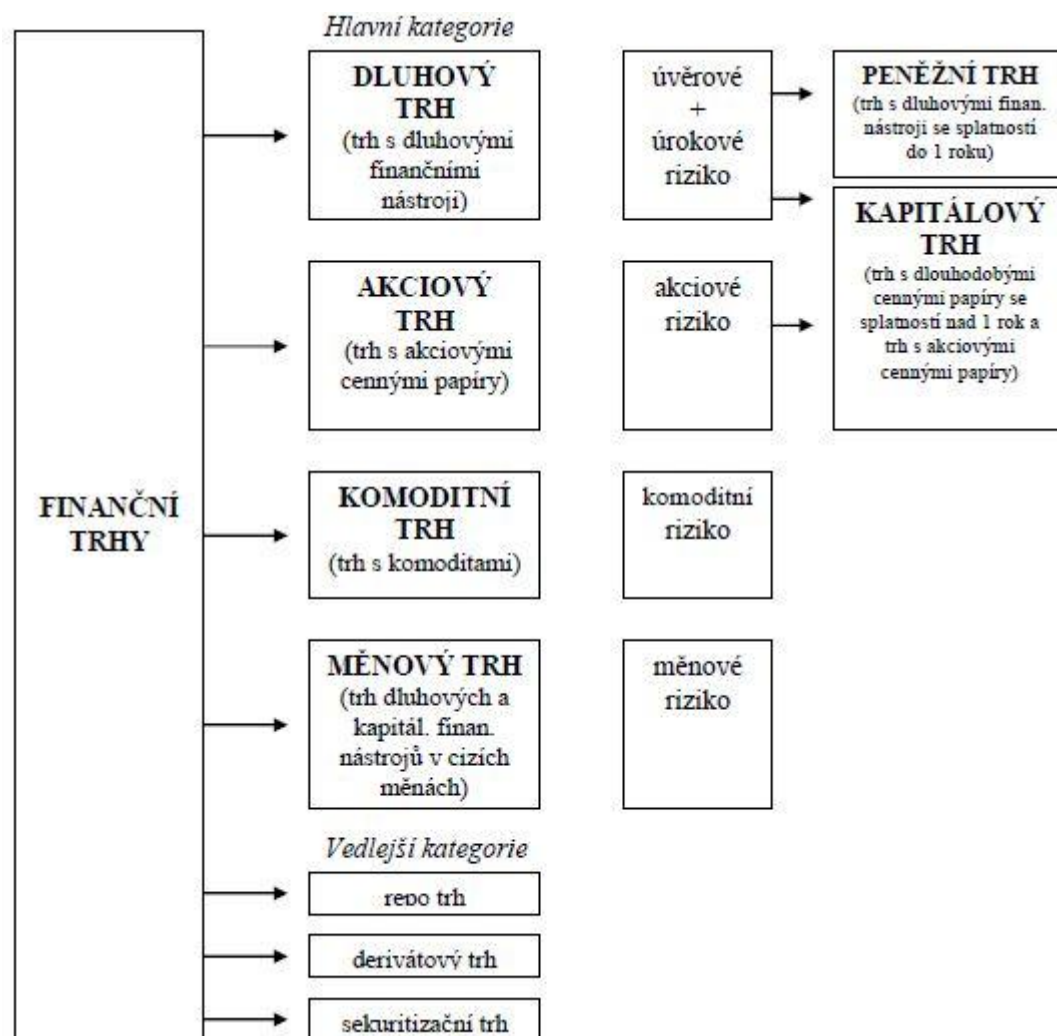 FINANČNÍ
TRHY
Hlavní kategorie
DLUHOVÝ
TRH
(trh s dluhovými
finančními
nástroji)
úvěrové
+
úrokové
riziko
PENĚŽNÍ TRH
(trh s dluhovými finan.
nástroji se splatností
do 1 roku)
KAPITÁLOVÝ
TRH
(trh s dlouhodobými
cennými papíry se
splatností nad 1 rok a
trh s akciovými
cennými papíry)
AKCIOVÝ
TRH
(trh s akciovými
cennými papíry)
akciové
riziko
KOMODITNÍ
TRH
(trh s komoditami)
komoditní
riziko
MĚNOVÝ TRH
(trh dluhových a
kapitál. finan.
nástrojů v cizích
měnách)
měnové
riziko
Vedlejší kategorie
repo trh
derivátový trh
sekuritizační trh